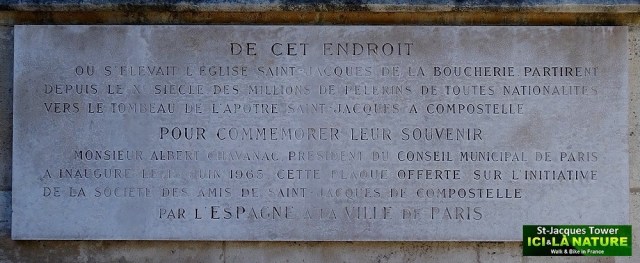 DE CET ENDROIT
OU S'ELEVAIT L'ÉGLISE SAINT-JACQUES DE LA BOUCHERIE PARTIRENT
DEPUIS LE X SIECLE DES MILLIONS DE PELERINS DE TOUTES NATIONALITES
VERS LE TOMBEAU DE L'APOTRE SAINT-JACQUES A COMPOSTELLE
POUR COMMEMORER LEUR SOUVENIR
MONSIEUR ALBERT CHAVANAC PRESIDENT DU CONSEIL MUNICIPAL DE PARIS
A INAUGURE LE JUIN 1965 CETTE PLAQUE OFFERTE SUR L'INITIATIVE
DE LA SOCIETE DES AMIS DE SAINT-JACQUES DE COMPOSTELLE
PAR L'ESPAGNE A LA VILLE DE PARIS
St-Jacques Tower
ICI&LÀ NATURE
Walk & Bike in France